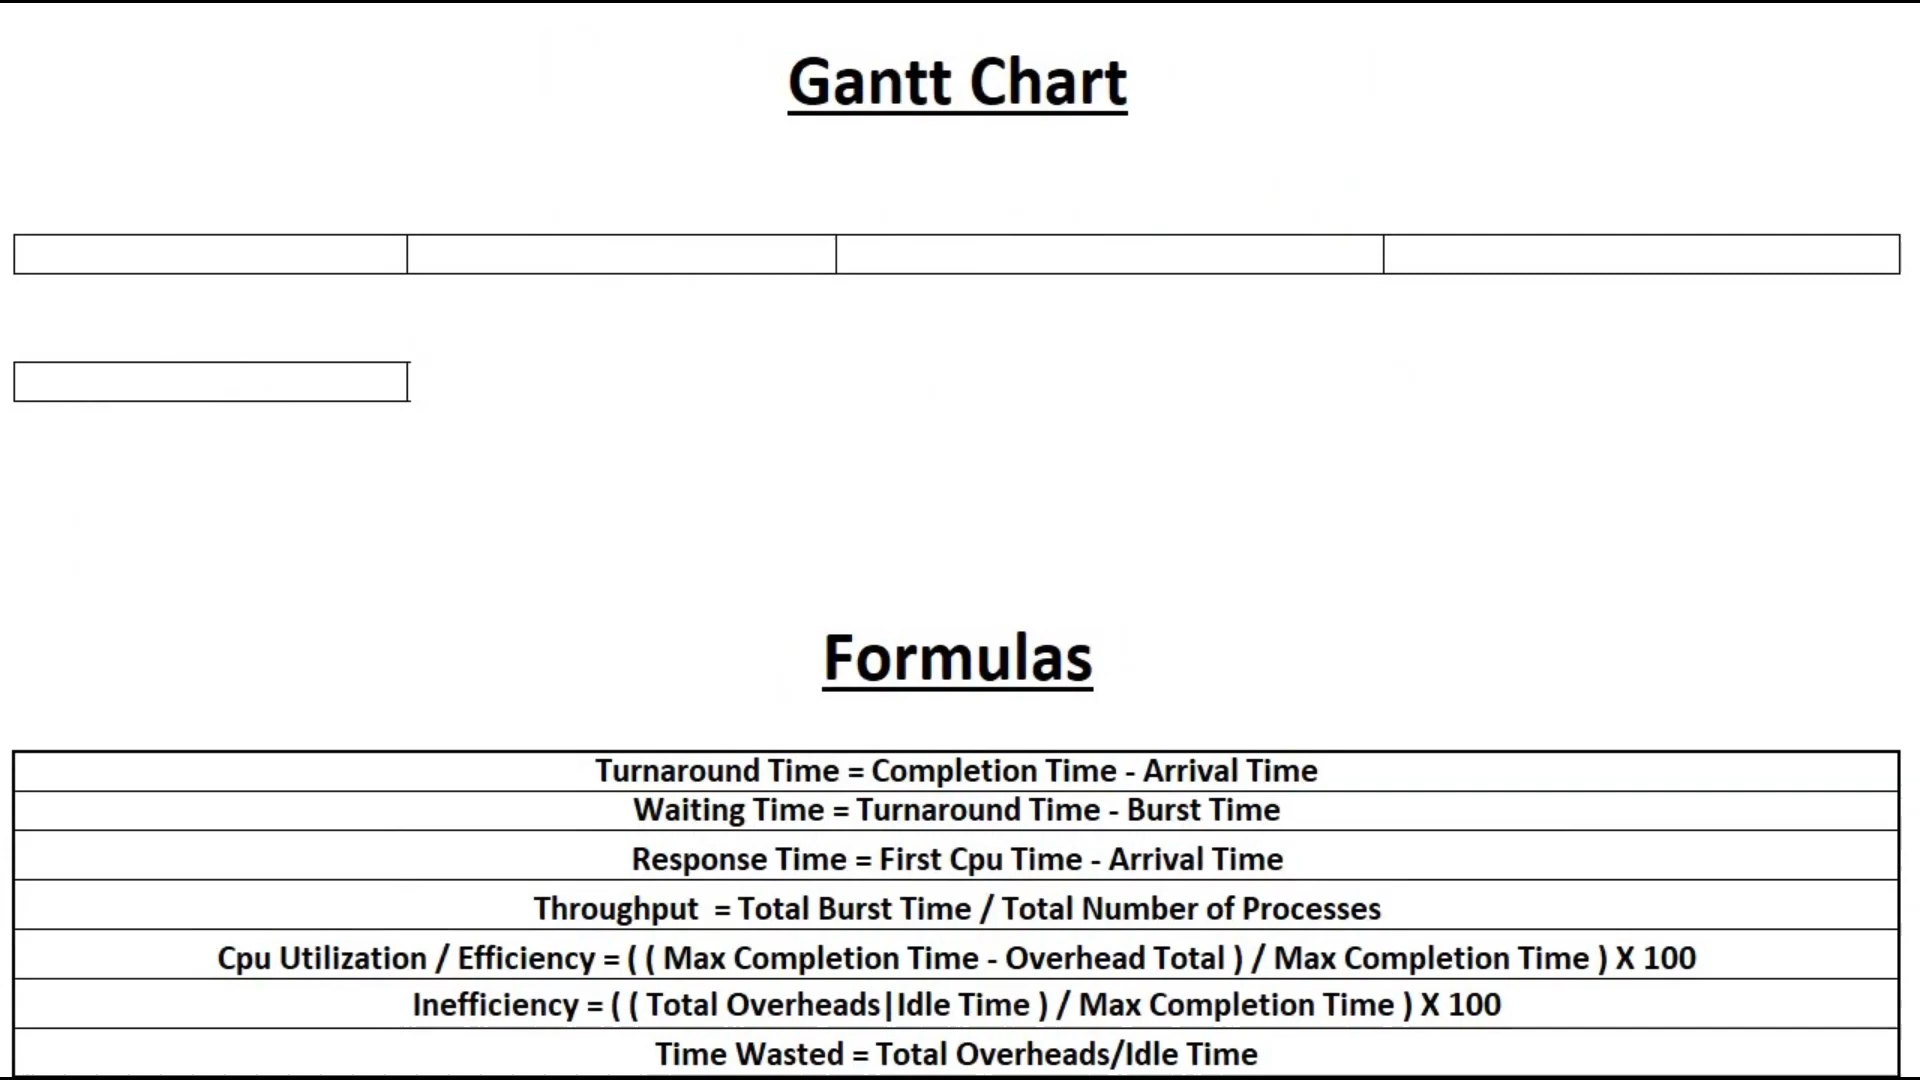 Gantt Chart
Formulas
Turnaround Time = Completion Time - Arrival Time
Waiting Time = Turnaround Time - Burst Time
Response Time = First Cpu Time - Arrival Time
Throughput = Total Burst Time / Total Number of Processes
Cpu Utilization / Efficiency = ( ( Max Completion Time - Overhead Total ) / Max Completion Time ) X 100
Inefficiency = ( ( Total Overheads|Idle Time ) / Max Completion Time ) X 100
Time Wasted = Total Overheads/Idle Time